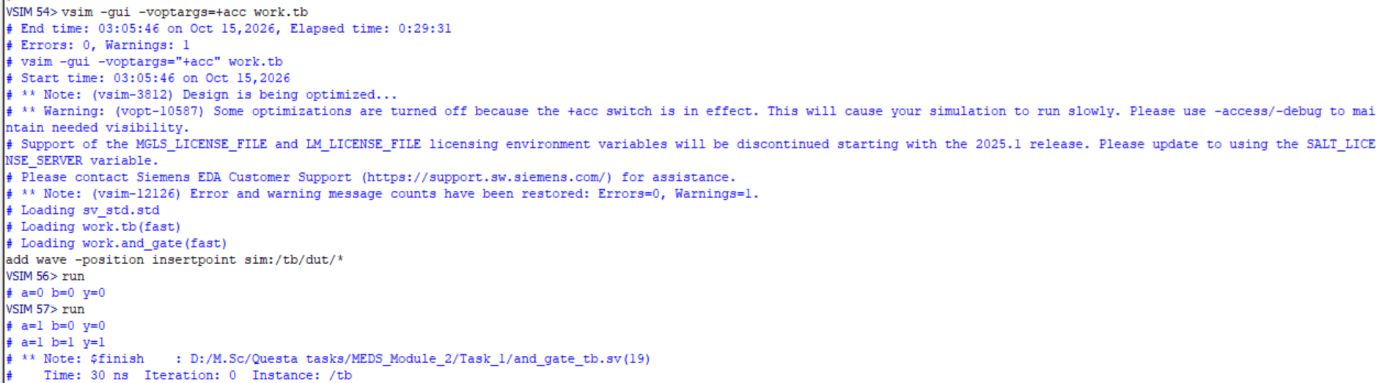 VSIM 54> vsim -gui -voptargs=+acc work.tb
# End time: 03:05:46 on Oct 15,2026, Elapsed time: 0:29:31
# Errors: 0, Warnings: 1
# vsim -gui -voptargs="+acc" work.tb
# Start time: 03:05:46 on Oct 15,2026
# ** Note: (vsim-3812) Design is being optimized...
# ** Warning: (vopt-10587) Some optimizations are turned off because the +acc switch is in effect. This will cause your simulation to run slowly. Please use -access/-debug to mai
ntain needed visibility.
# Support of the MGLS_LICENSE_FILE and LM_LICENSE_FILE licensing environment variables will be discontinued starting with the 2025.1 release. Please update to using the SALT_LICE
NSE_SERVER variable.
# Please contact Siemens EDA Customer Support (https://support.sw.siemens.com/) for assistance.
# ** Note: (vsim-12126) Error and warning message counts have been restored: Errors=0, Warnings=1.
# Loading sv_std.std
# Loading work.tb(fast)
# Loading work.and_gate(fast)
add wave -position insertpoint sim:/tb/dut/*
VSIM 56> run
# a=0 b=0 y=0
VSIM 57> run
# a=1 b=0 y=0
# a=1 b=1 y=1
# ** Note: $finish    : D:/M.Sc/Questa tasks/MEDS_Module_2/Task_1/and_gate_tb.sv(19)
#    Time: 30 ns  Iteration: 0  Instance: /tb